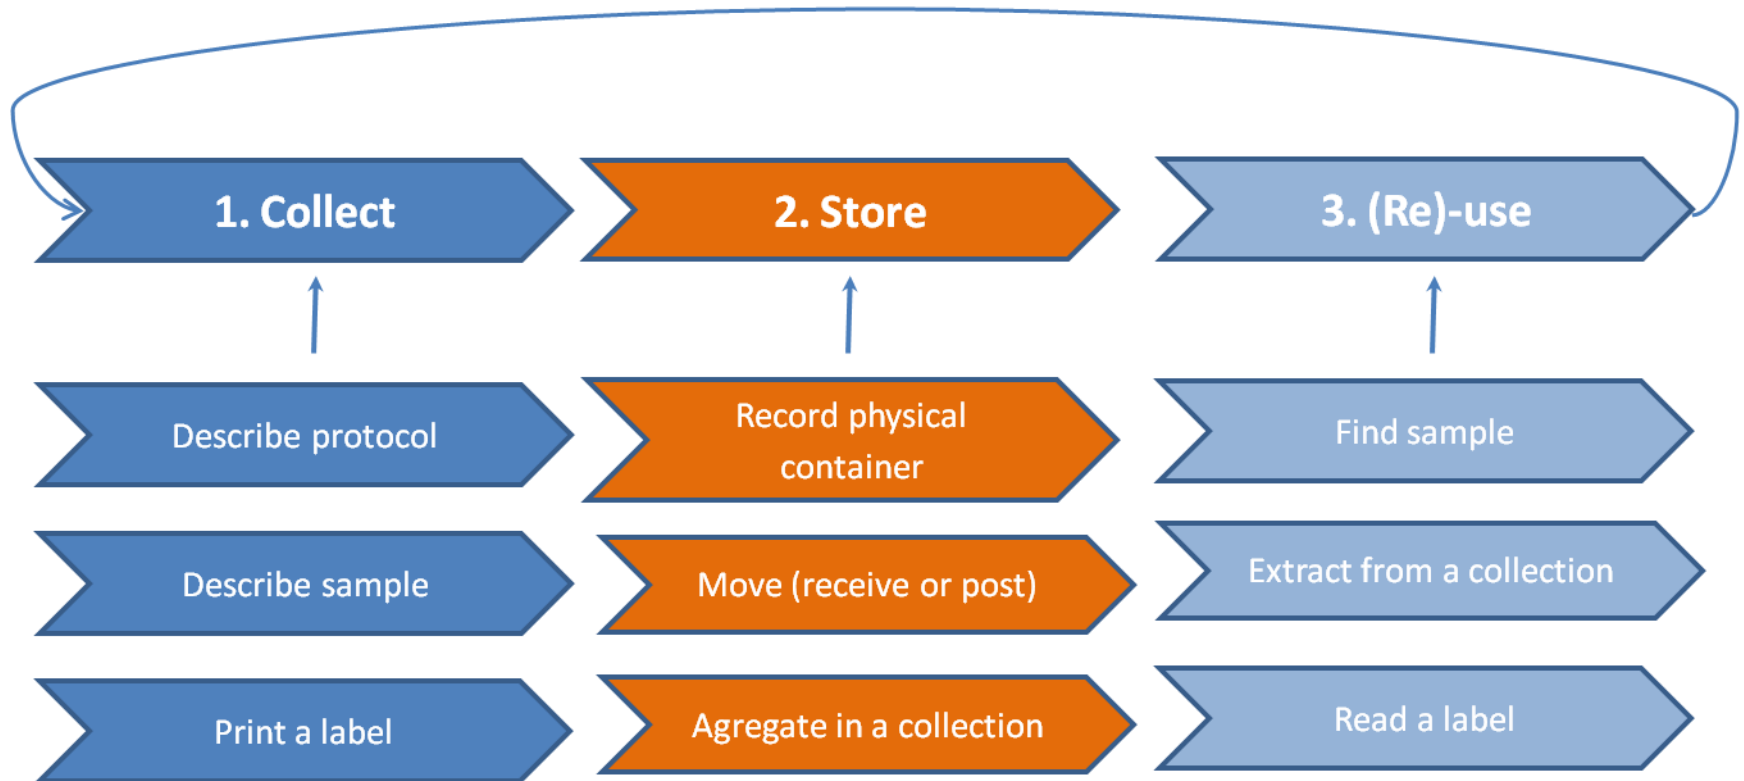 1. Collect
2. Store
3. (Re)-use
Describe protocol
Record physical
container
Find sample
Describe sample
Move (receive or post)
Extract from a collection
Print a label
Agregate in a collection
Read a label